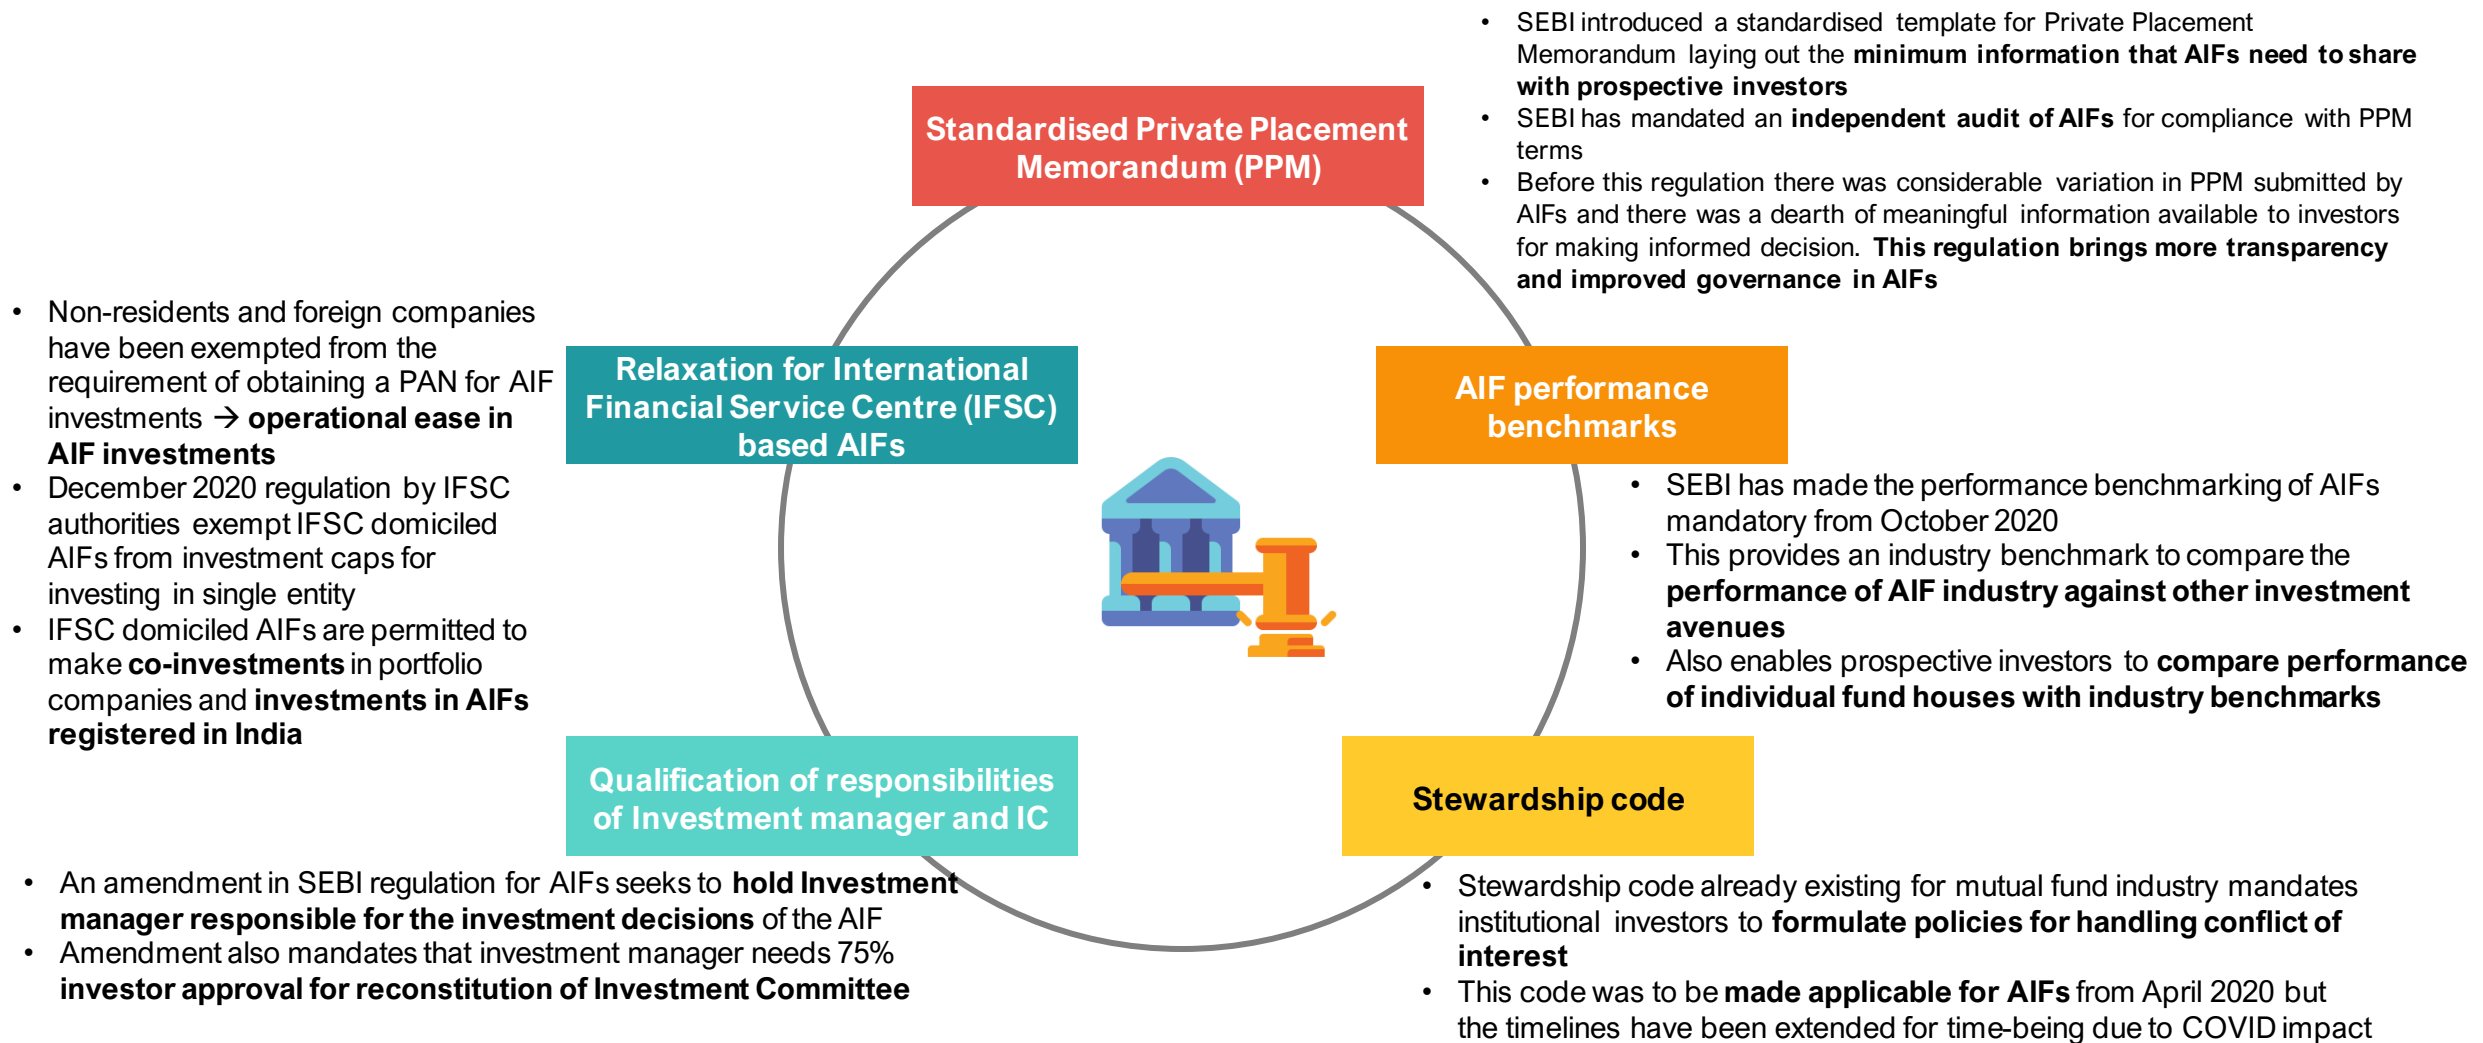 Standardised Private Placement
Memorandum (PPM)
• SEBI introduced a standardised template for Private Placement
Memorandum laying out the minimum information that AIFs need to share
with prospective investors
• SEBI has mandated an independent audit of AIFs for compliance with PPM
terms
• Before this regulation there was considerable variation in PPM submitted by
AIFs and there was a dearth of meaningful information available to investors
for making informed decision. This regulation brings more transparency
and improved governance in AIFs
AIF performance
benchmarks
• SEBI has made the performance benchmarking of AIFs
mandatory from October 2020
• This provides an industry benchmark to compare the
performance of AIF industry against other investment
avenues
• Also enables prospective investors to compare performance
of individual fund houses with industry benchmarks
Stewardship code
• Stewardship code already existing for mutual fund industry mandates
institutional investors to formulate policies for handling conflict of
interest
• This code was to be made applicable for AIFs from April 2020 but
the timelines have been extended for time-being due to COVID impact
Qualification of responsibilities
of Investment manager and IC
• An amendment in SEBI regulation for AIFs seeks to hold Investment
manager responsible for the investment decisions of the AIF
• Amendment also mandates that investment manager needs 75%
investor approval for reconstitution of Investment Committee
Relaxation for International
Financial Service Centre (IFSC)
based AIFs
• Non-residents and foreign companies
have been exempted from the
requirement of obtaining a PAN for AIF
investments → operational ease in
AIF investments
• December 2020 regulation by IFSC
authorities exempt IFSC domiciled
AIFs from investment caps for
investing in single entity
• IFSC domiciled AIFs are permitted to
make co-investments in portfolio
companies and investments in AIFs
registered in India